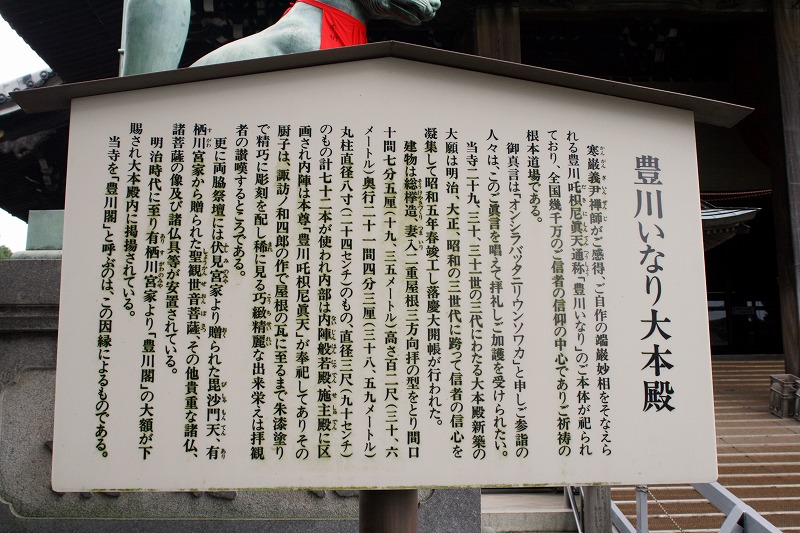 豊川いなり大本殿
寒巌義尹禅師がご感得、ご自作の端巌妙相をそなえら
れる豊川吒枳尼眞天通称「豊川いなり」のご本体が祀られ
ており、全国幾千万のご信者の信仰の中心でありご祈祷の
根本道場である。
御真言は「オンシラバッタニリウンソワカ」と申しご参詣の
人々は、このご眞言を唱えて拝礼しご加護を受けられたい。
当寺二十九、三十、三十一世の三代にわたる大本殿新築の
大願は明治、大正、昭和の三世代に跨って信者の信心を
凝集して昭和五年春竣工し落慶大開帳が行われた。
建物は総欅造、妻入二重屋根三方向拝の型をとり間口
十間七分五厘(十九、三五メートル)高さ百二尺(三十、六
メートル)奥行二十一間四分三厘(三十八、五九メートル)
丸柱直径八寸(二十四センチ)のもの、直径三尺(九十センチ)
のもの計七十二本が使われ内部は内陣般若殿、施主殿に区
画され内陣は本尊「豊川吒枳尼眞天」が奉祀してありその
厨子は、諏訪ノ和四郎の作で屋根の瓦に至るまで朱漆塗り
で精巧に彫刻を配し稀に見る巧緻精麗な出来栄えは拝観
者の讃嘆するところである。
更に両脇祭壇には伏見宮家より贈られた毘沙門天、有
栖川宮家から贈られた聖観世音菩薩、その他貴重な諸仏、
諸菩薩の像及び諸仏具等が安置されている。
明治時代に至り有栖川宮家より、「豊川閣」の大額が下
賜され大本殿内に掲揚されている。
当寺を「豊川閣」と呼ぶのは、この因縁によるものである。